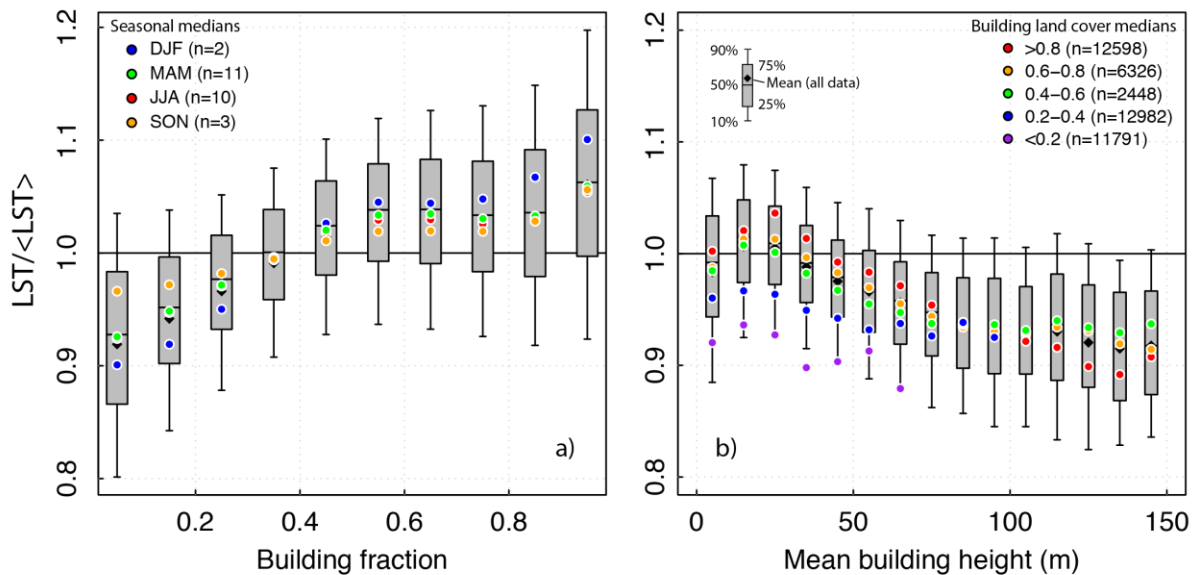 LST/<LST>
1.2
1.1
1.0
0.9
0.8
Seasonal medians
DJF (n=2)
MAM (n=11)
JJA (n=10)
SON (n=3)
a)
0.2
0.4
0.6
0.8
Building fraction
1.2
1.1
1.0
0.9
0.8
90%
75%
50%
Mean (all data)
25%
10%
Building land cover medians
>0.8 (n=12598)
0.6–0.8 (n=6326)
0.4–0.6 (n=2448)
0.2–0.4 (n=12982)
<0.2 (n=11791)
b)
0
50
100
150
Mean building height (m)